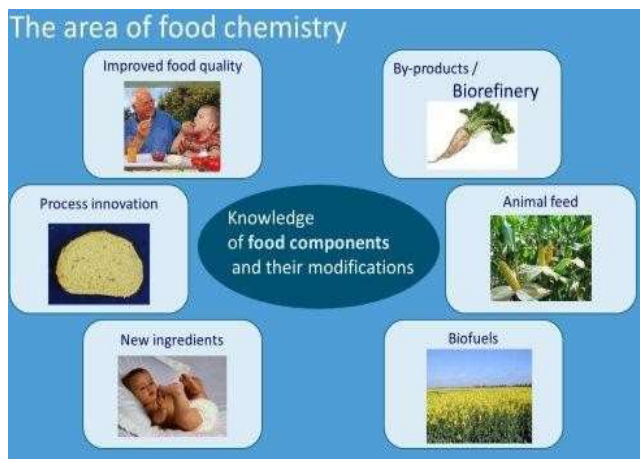 The area of food chemistry
Improved food quality
By-products /
Biorefinery
Process innovation
Knowledge
of food components
and their modifications
Animal feed
New ingredients
Biofuels